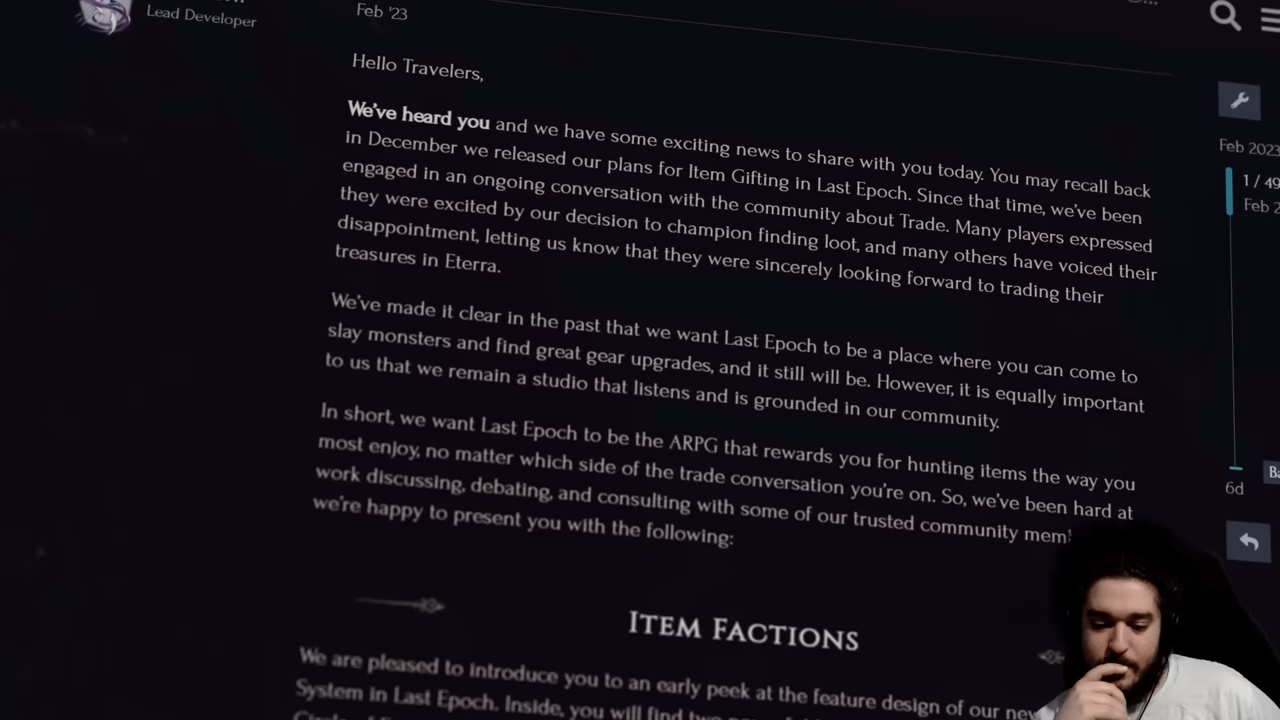 Lead Developer
Feb '23
Hello Travelers,
We've heard you and we have some exciting news to share with you today. You may recall back
in December we released our plans for Item Gifting in Last Epoch. Since that time, we've been
engaged in an ongoing conversation with the community about Trade. Many players expressed
they were excited by our decision to champion finding loot, and many others have voiced their
disappointment, letting us know that they were sincerely looking forward to trading their
treasures in Eterra.
We've made it clear in the past that we want Last Epoch to be a place where you can come to
slay monsters and find great gear upgrades, and it still will be. However, it is equally important
to us that we remain a studio that listens and is grounded in our community.
In short, we want Last Epoch to be the ARPG that rewards you for hunting items the way you
most enjoy, no matter which side of the trade conversation you're on. So, we've been hard at
work discussing, debating, and consulting with some of our trusted community mem
we're happy to present you with the following:
ITEM FACTIONS
We are pleased to introduce you to an early peek at the feature design of our new
System in Last Epoch. Inside, you will find two
Feb 2023
1 / 49
Feb 2
6d
Ba